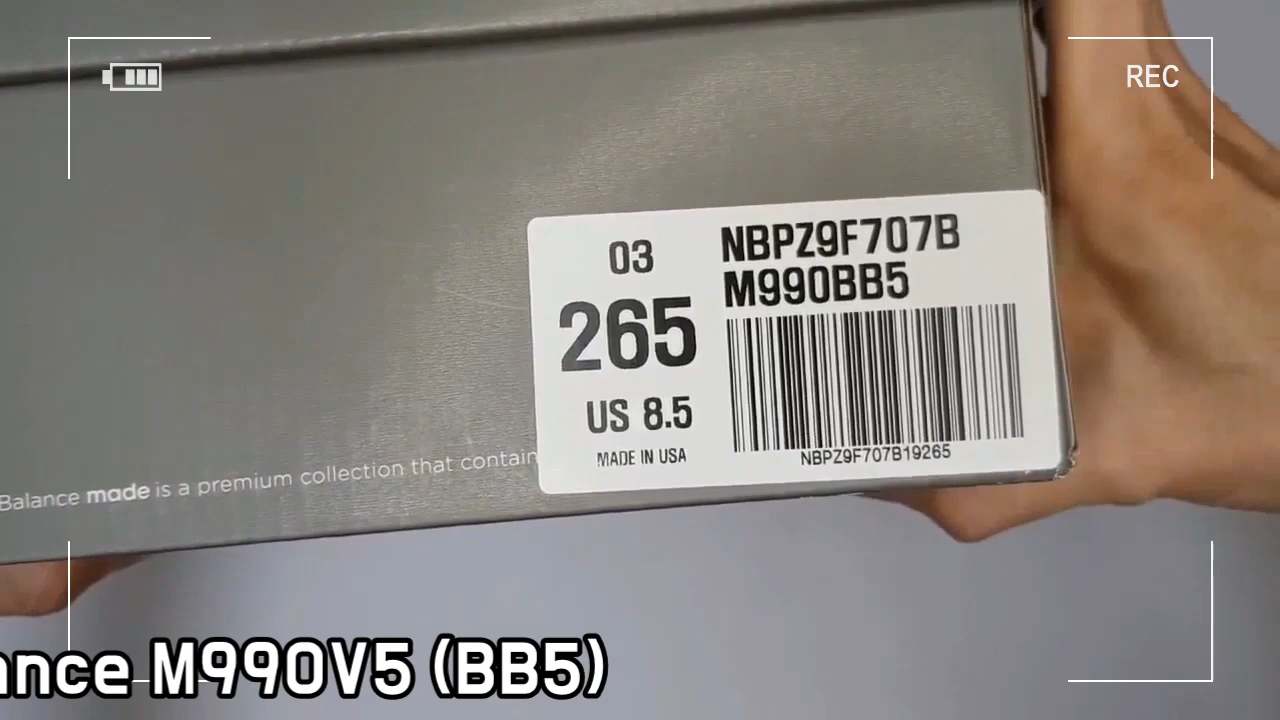 REC
03
NBPZ9F707B
M990BB5
265
US 8.5
MADE IN USA
NBPZ9F707B19265
Balance made is a premium collection that contain
ance M990V5 (BB5)